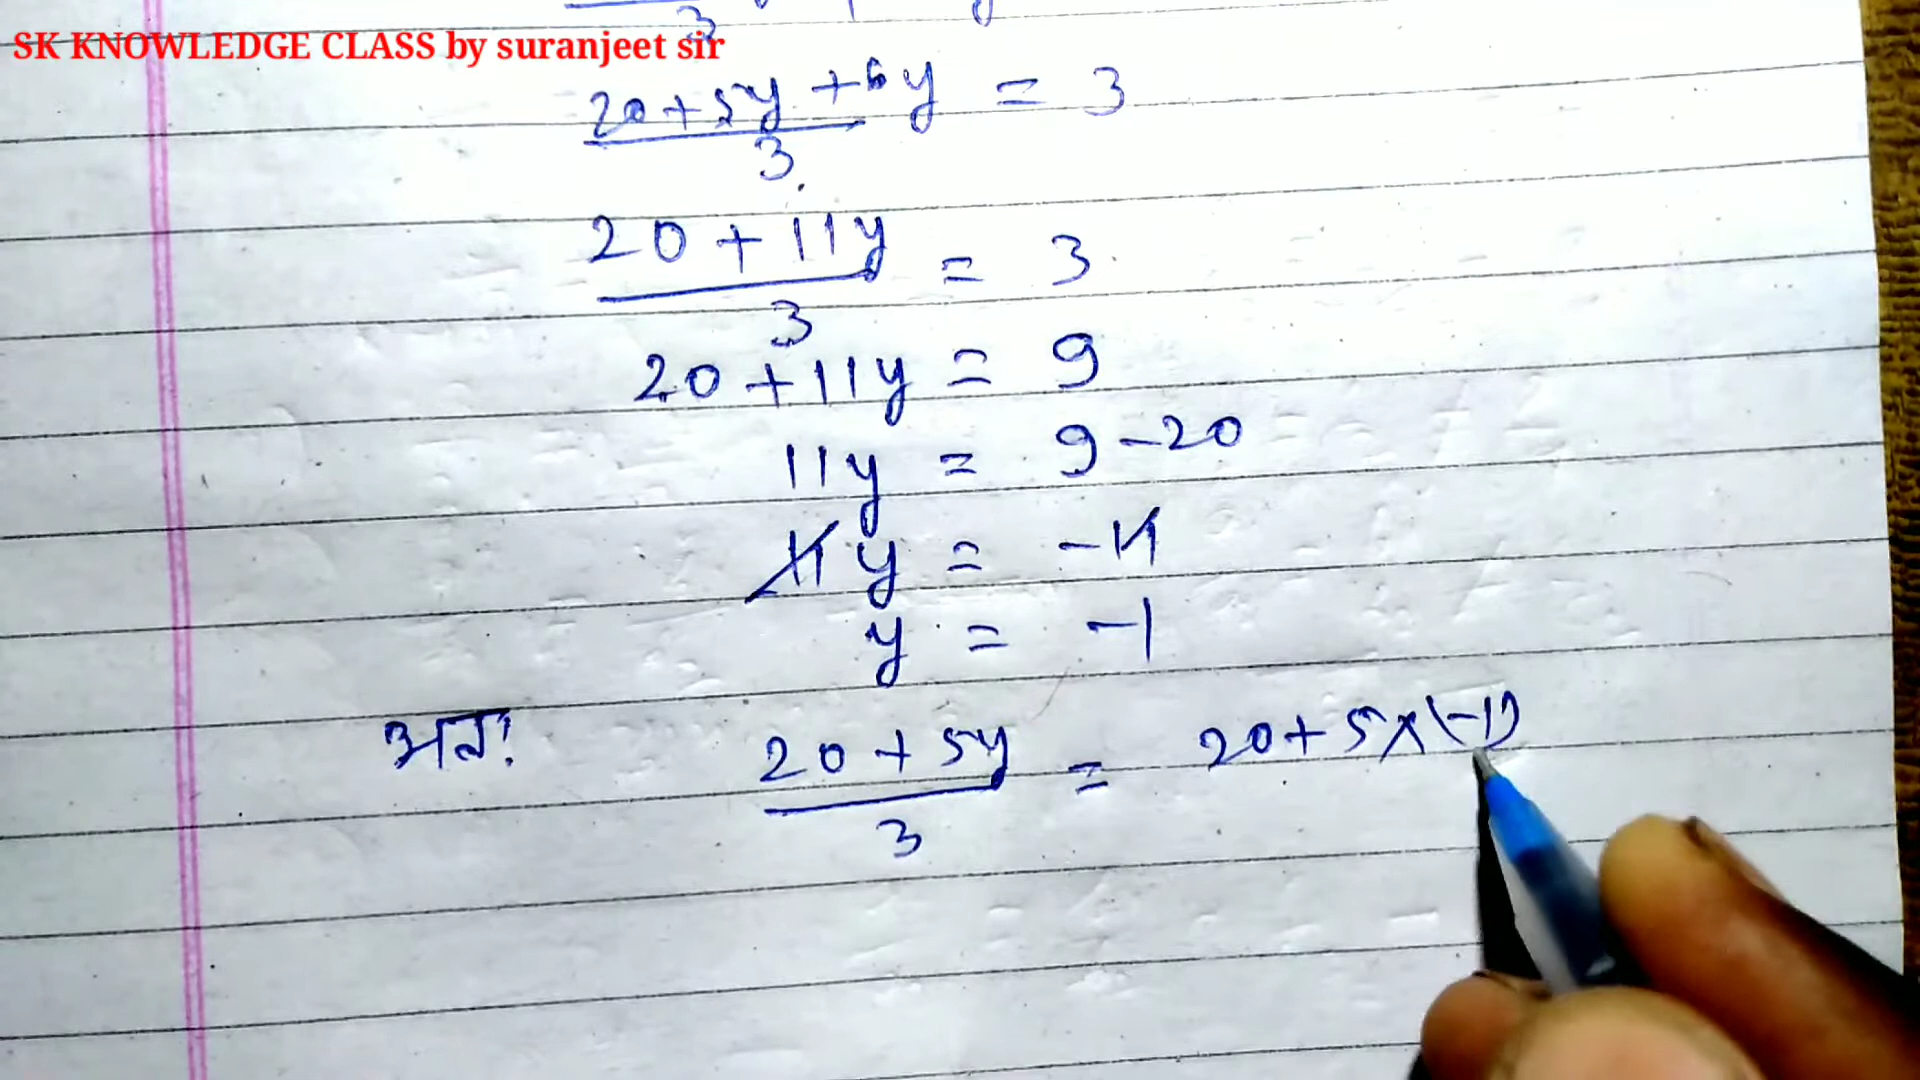 SK KNOWLEDGE CLASS by suranjeet sir
3
20+5y+6y = 3
3
20 + 11y = 3
3
20 + 11y = 9
11y = 9 - 20
11y = -11
y = -1
अतः 20 + 5y = 20+5×(-1)
3